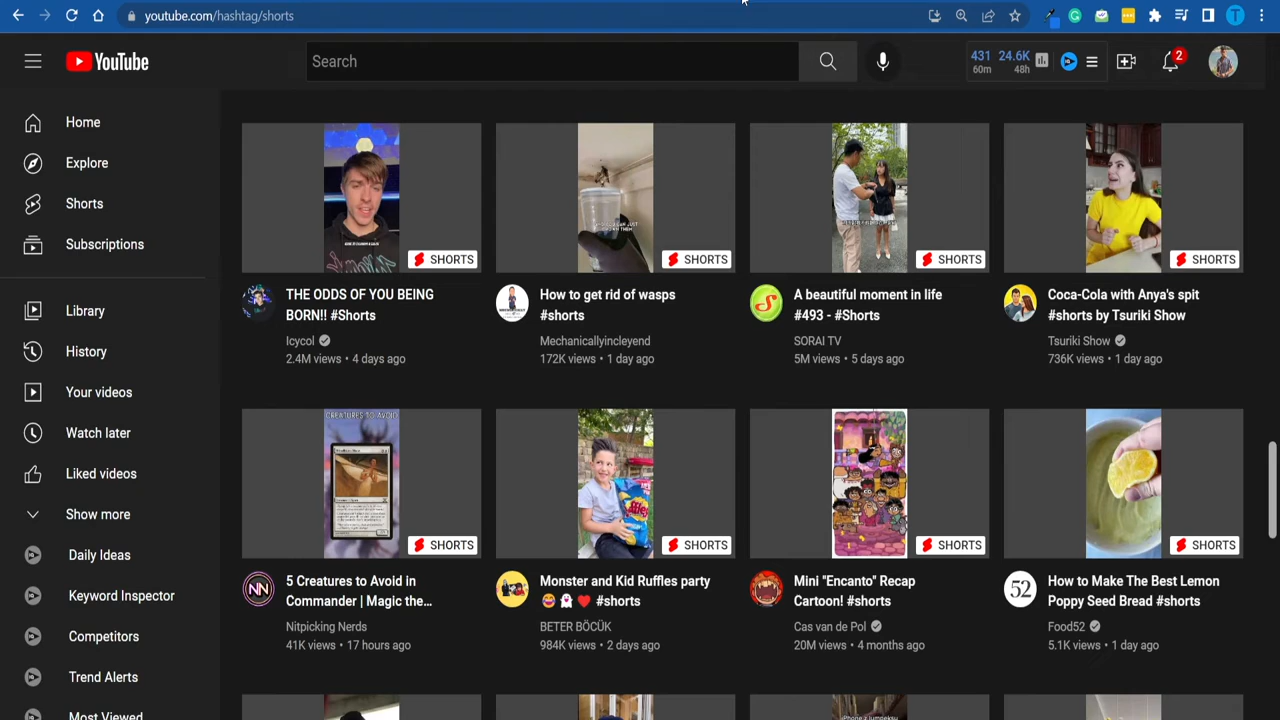 youtube.com/hashtag/shorts
YouTube
Search
431 24.6K
60m 48h
2
Home
Explore
Shorts
Subscriptions
Library
History
Your videos
Watch later
Liked videos
Show more
Daily Ideas
Keyword Inspector
Competitors
Trend Alerts
Most Viewed
SHORTS
THE ODDS OF YOU BEING
BORN!! #Shorts
Icycol
2.4M views • 4 days ago
SHORTS
How to get rid of wasps
#shorts
Mechanicallyincleyend
172K views • 1 day ago
SHORTS
A beautiful moment in life
#493 - #Shorts
SORAI TV
5M views • 5 days ago
SHORTS
Coca-Cola with Anya's spit
#shorts by Tsuriki Show
Tsuriki Show
736K views • 1 day ago
CREATURES TO AVOID
SHORTS
NN
5 Creatures to Avoid in
Commander | Magic the...
Nitpicking Nerds
41K views • 17 hours ago
SHORTS
Monster and Kid Ruffles party
😂👻❤️ #shorts
BETER BÖCÜK
984K views • 2 days ago
SHORTS
Mini "Encanto" Recap
Cartoon! #shorts
Cas van de Pol
20M views • 4 months ago
SHORTS
52
How to Make The Best Lemon
Poppy Seed Bread #shorts
Food52
5.1K views • 1 day ago